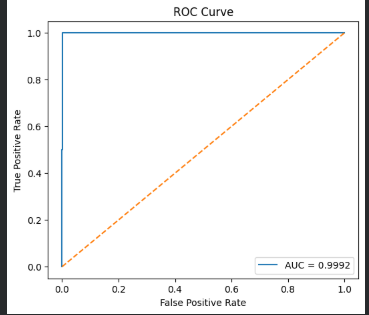 ROC Curve
1.0
0.8
0.6
0.4
0.2
0.0
True Positive Rate
AUC = 0.9992
0.0 0.2 0.4 0.6 0.8 1.0
False Positive Rate